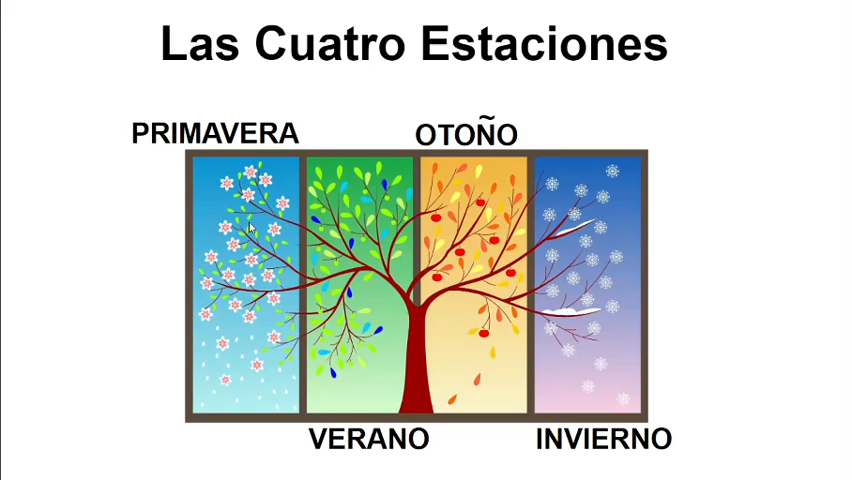 Las Cuatro Estaciones
PRIMAVERA
OTOÑO
VERANO
INVIERNO